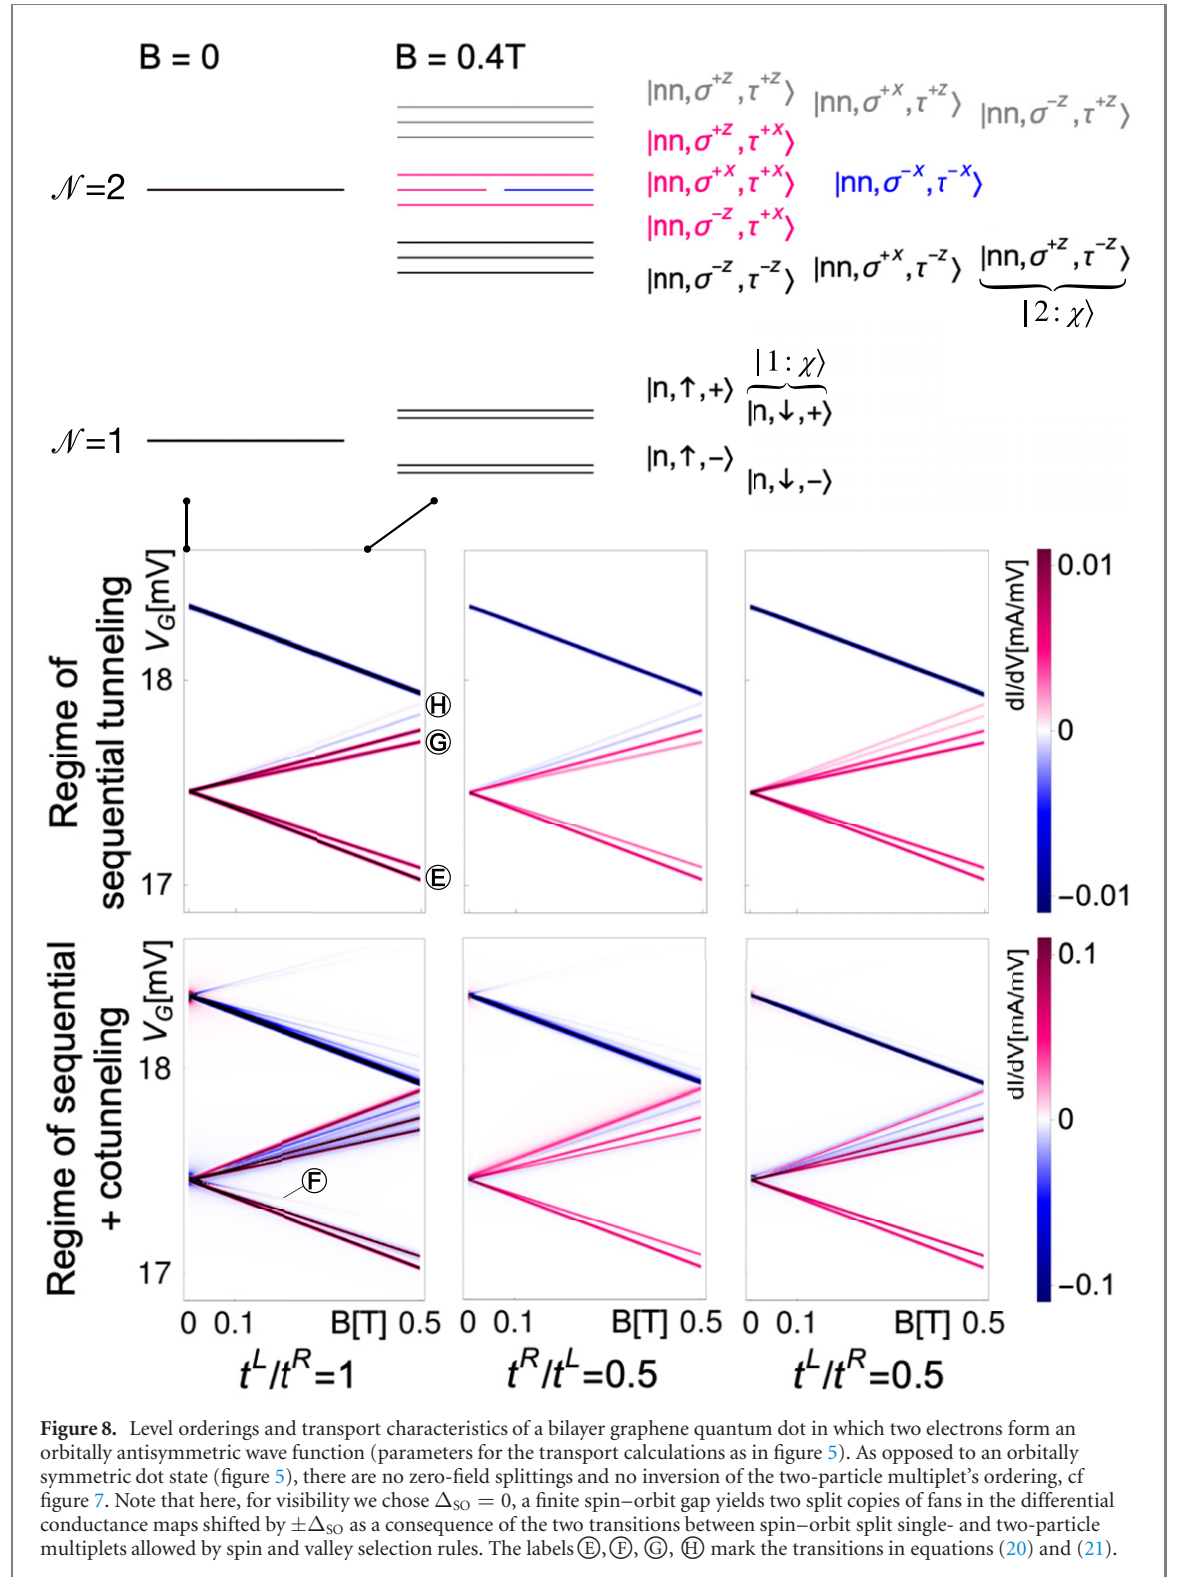 B = 0
B = 0.4T
|nn,σ⁺ᶻ,τ⁺ᶻ⟩ |nn,σ⁺ˣ,τ⁺ᶻ⟩ |nn,σ⁻ᶻ,τ⁺ᶻ⟩
|nn,σ⁺ᶻ,τ⁺ˣ⟩
𝒩=2
|nn,σ⁺ˣ,τ⁺ˣ⟩ |nn,σ⁻ˣ,τ⁻ˣ⟩
|nn,σ⁻ᶻ,τ⁺ˣ⟩
|nn,σ⁻ᶻ,τ⁻ᶻ⟩ |nn,σ⁺ˣ,τ⁻ᶻ⟩ |nn,σ⁺ᶻ,τ⁻ᶻ⟩
|2 : χ⟩
|1 : χ⟩
|n,↑,+⟩ |n,↓,+⟩
𝒩=1
|n,↑,−⟩ |n,↓,−⟩
Regime of
sequential tunneling
V_G[mV]
18
17
Ⓗ
Ⓖ
Ⓔ
dI/dV[mA/mV]
0.01
0
−0.01
Regime of sequential
+ cotunneling
V_G[mV]
18
17
Ⓕ
dI/dV[mA/mV]
0.1
0
−0.1
0 0.1 B[T] 0.5
0 0.1 B[T] 0.5
0 0.1 B[T] 0.5
tᴸ/tᴿ=1
tᴿ/tᴸ=0.5
tᴸ/tᴿ=0.5
Figure 8. Level orderings and transport characteristics of a bilayer graphene quantum dot in which two electrons form an
orbitally antisymmetric wave function (parameters for the transport calculations as in figure 5). As opposed to an orbitally
symmetric dot state (figure 5), there are no zero-field splittings and no inversion of the two-particle multiplet's ordering, cf
figure 7. Note that here, for visibility we chose Δ_SO = 0, a finite spin–orbit gap yields two split copies of fans in the differential
conductance maps shifted by ±Δ_SO as a consequence of the two transitions between spin–orbit split single- and two-particle
multiplets allowed by spin and valley selection rules. The labels Ⓔ, Ⓕ, Ⓖ, Ⓗ mark the transitions in equations (20) and (21).